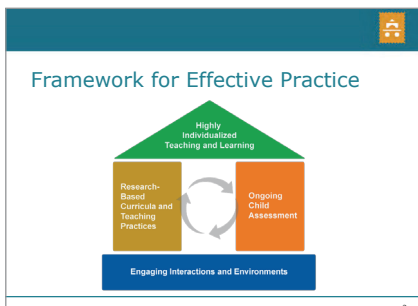 Framework for Effective Practice
Highly
Individualized
Teaching and Learning
Research-
Based
Curricula and
Teaching
Practices
Ongoing
Child
Assessment
Engaging Interactions and Environments